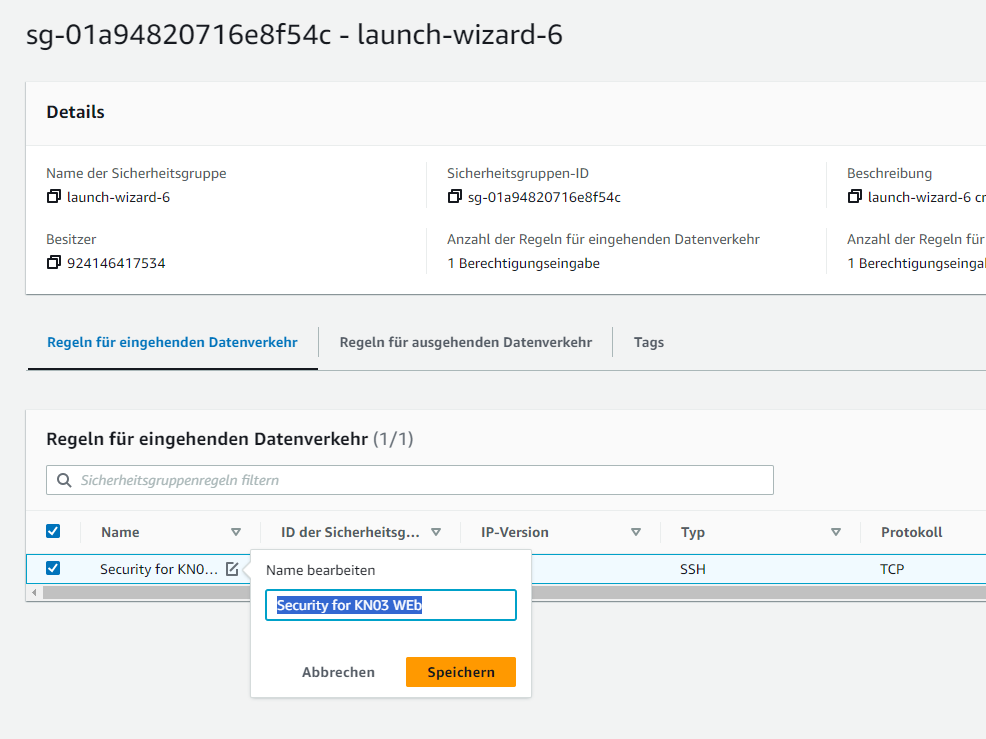 sg-01a94820716e8f54c - launch-wizard-6
Details
Name der Sicherheitsgruppe
launch-wizard-6
Sicherheitsgruppen-ID
sg-01a94820716e8f54c
Beschreibung
launch-wizard-6 cr
Besitzer
924146417534
Anzahl der Regeln für eingehenden Datenverkehr
1 Berechtigungseingabe
Anzahl der Regeln für
1 Berechtigungseingal
Regeln für eingehenden Datenverkehr
Regeln für ausgehenden Datenverkehr
Tags
Regeln für eingehenden Datenverkehr (1/1)
Sicherheitsgruppenregeln filtern
Name
ID der Sicherheitsg...
IP-Version
Typ
Protokoll
Security for KN0...
SSH
TCP
Name bearbeiten
Security for KN03 WEb
Abbrechen
Speichern